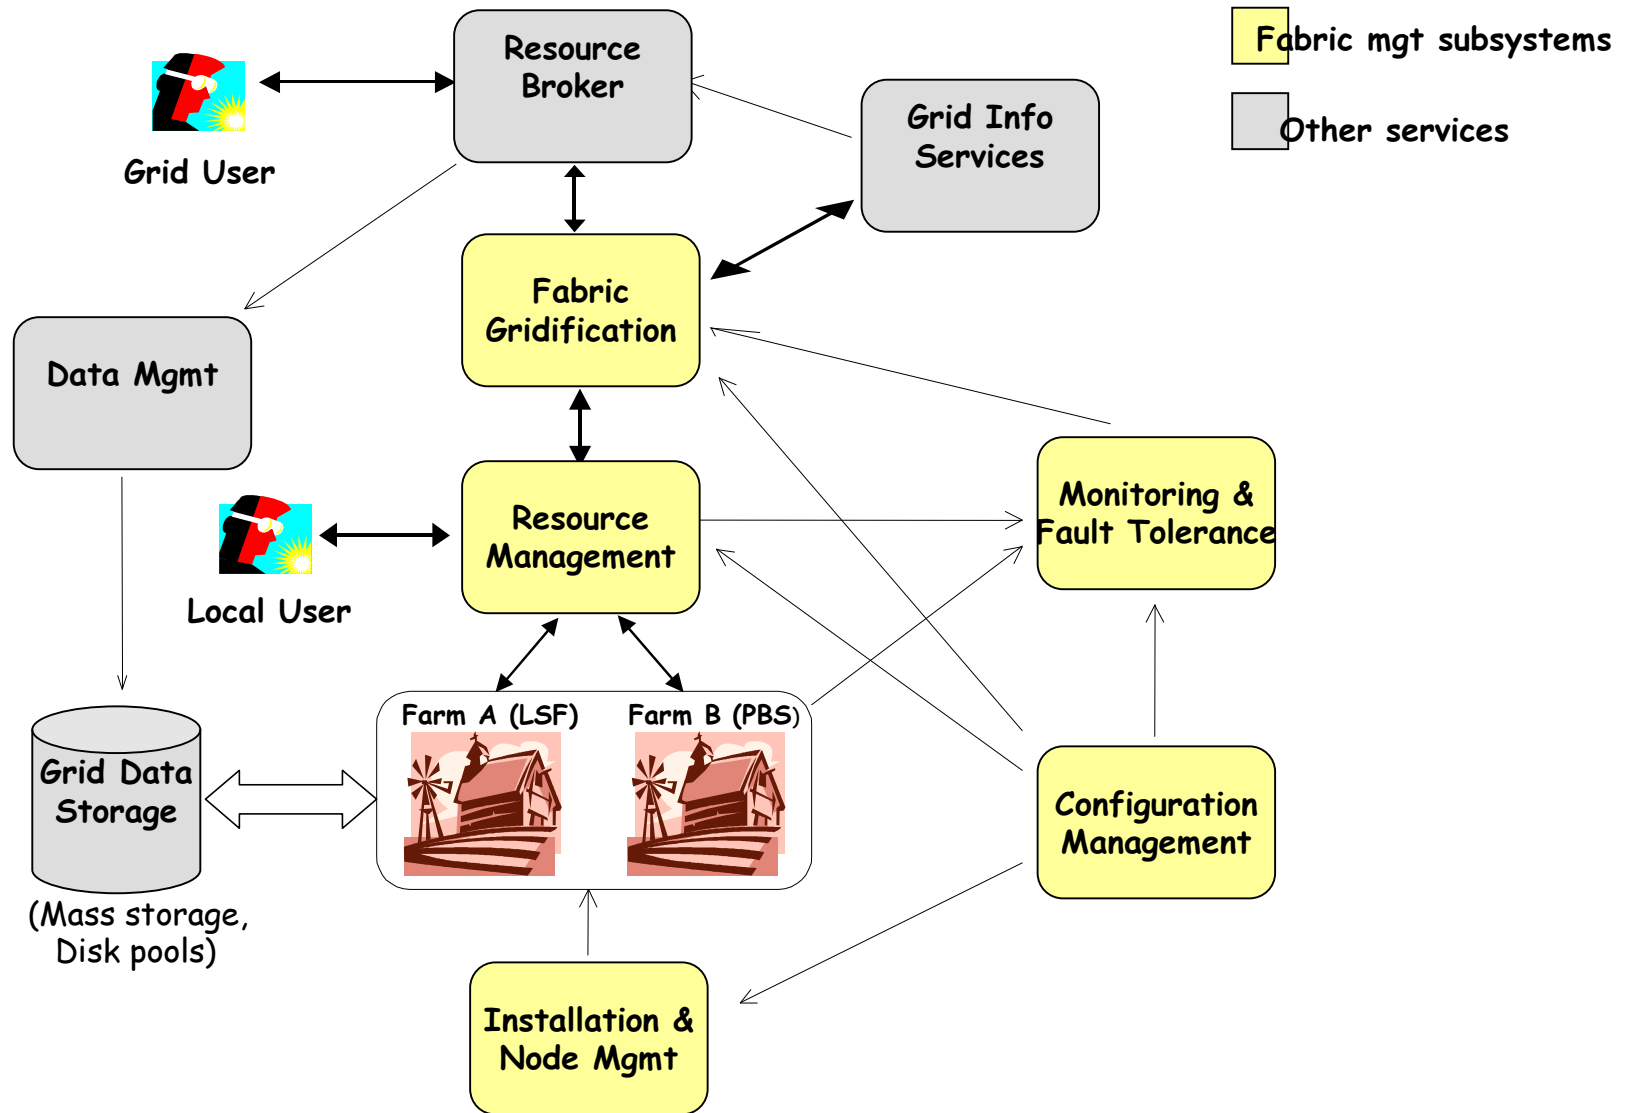 Resource
Broker
Fabric mgt subsystems
Other services
Grid Info
Services
Grid User
Fabric
Gridification
Data Mgmt
Monitoring &
Fault Tolerance
Resource
Management
Local User
Farm A (LSF)
Farm B (PBS)
Grid Data
Storage
Configuration
Management
(Mass storage,
Disk pools)
Installation &
Node Mgmt